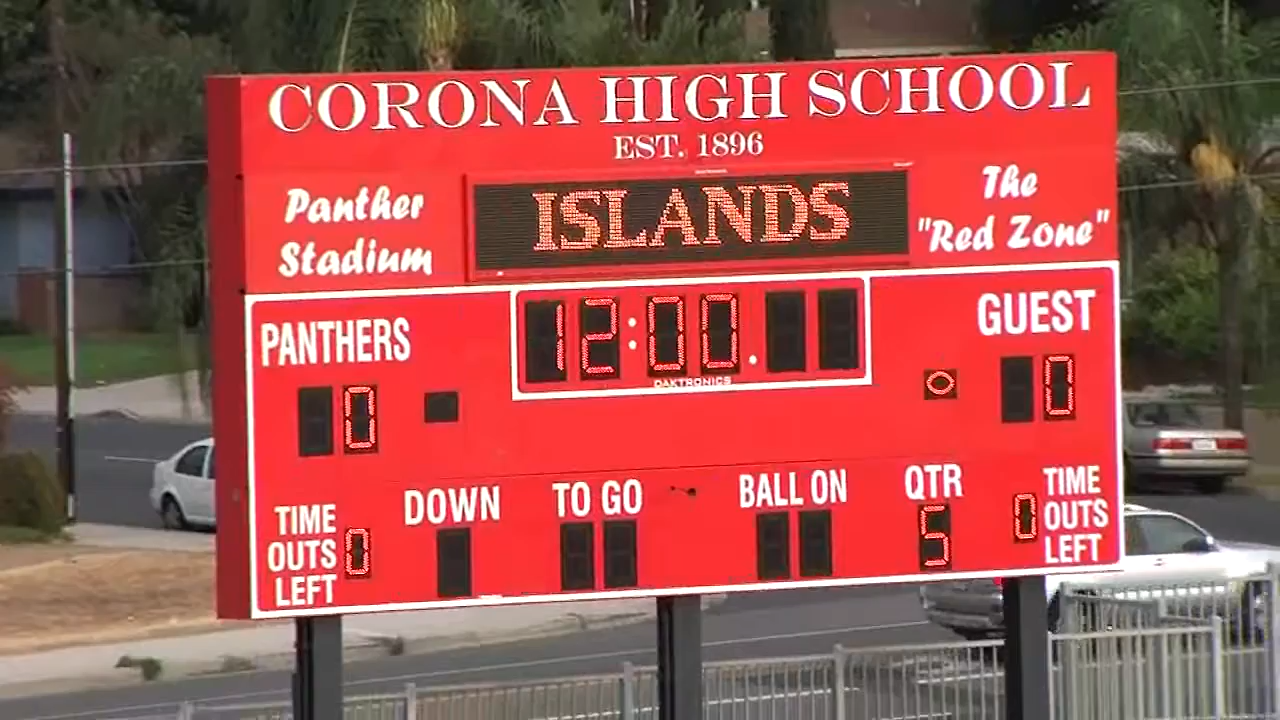 CORONA HIGH SCHOOL
EST. 1896
Panther
Stadium
ISLANDS
The
"Red Zone"
PANTHERS
12:00.
GUEST
DAKTRONICS
0
0
DOWN
TO GO
BALL ON
QTR
TIME
OUTS
LEFT
0
5
0
TIME
OUTS
LEFT